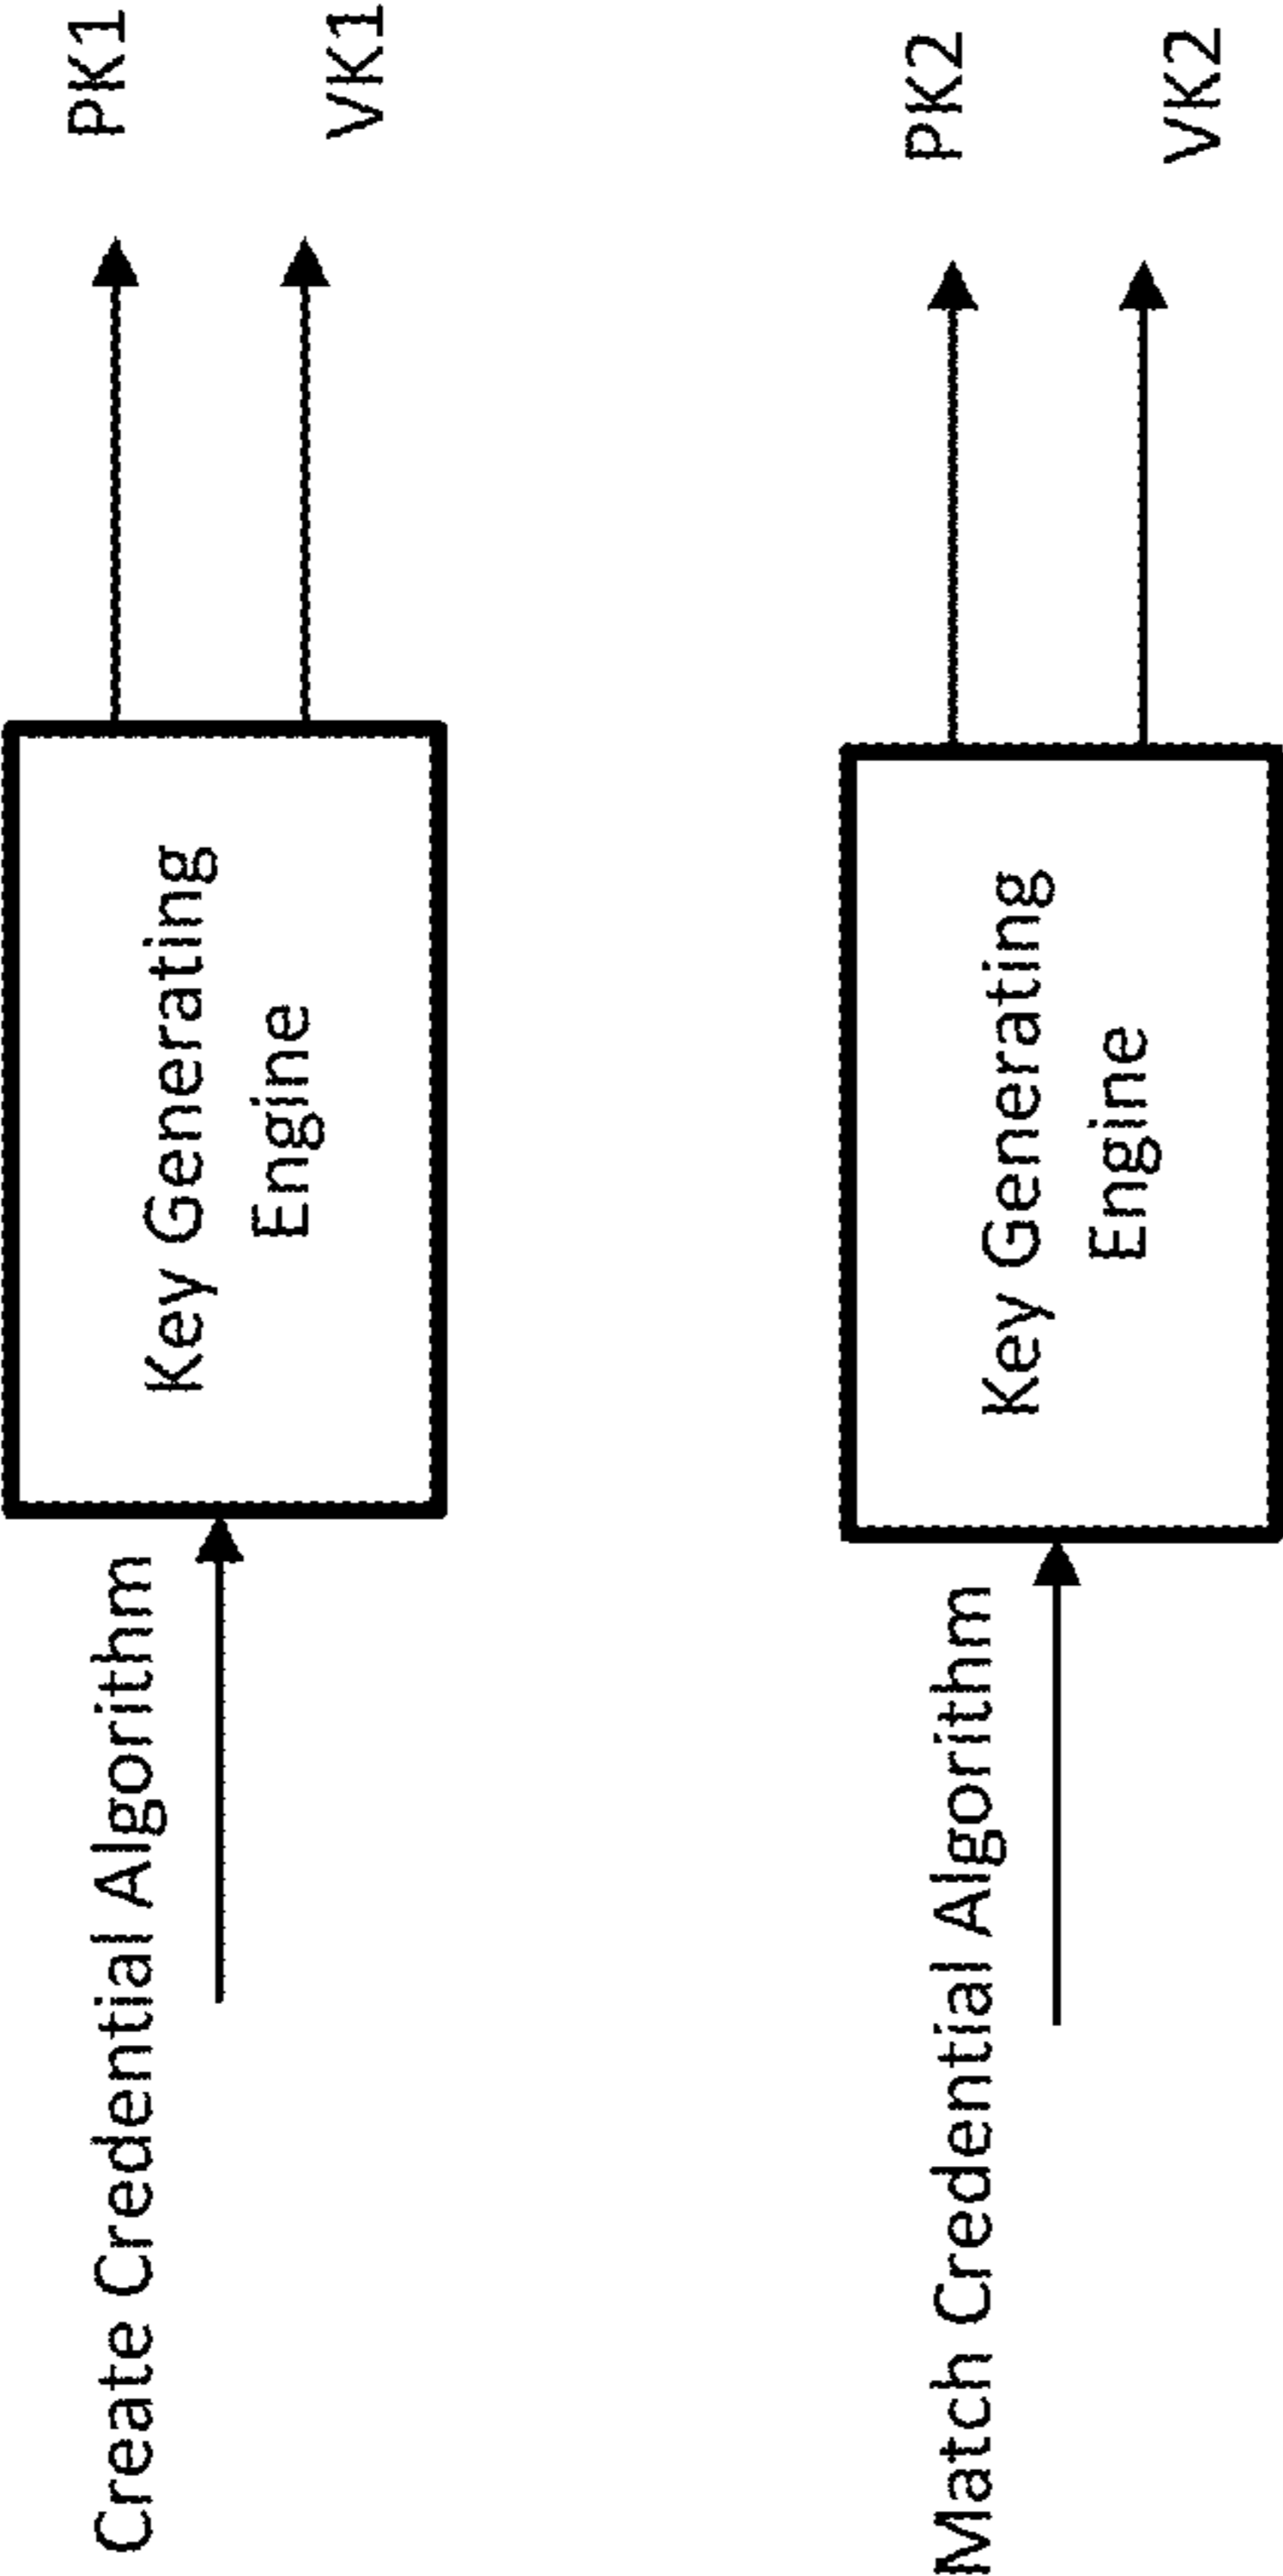 Create Credential Algorithm
Key Generating
Engine
PK1
VK1
Match Credential Algorithm
Key Generating
Engine
PK2
VK2